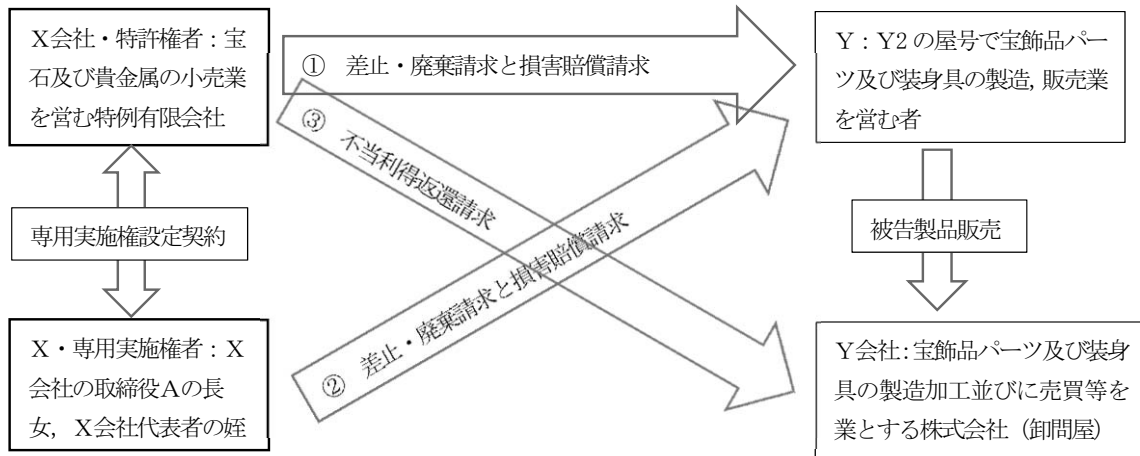 X会社・特許権者：宝
石及び貴金属の小売業
を営む特例有限会社
① 差止・廃棄請求と損害賠償請求
Y：Y2の屋号で宝飾品パー
ツ及び装身具の製造，販売業
を営む者
③ 不当利得返還請求
専用実施権設定契約
被告製品販売
② 差止・廃棄請求と損害賠償請求
X・専用実施権者：X
会社の取締役Aの長
女，X会社代表者の姪
Y会社：宝飾品パーツ及び装身
具の製造加工並びに売買等を
業とする株式会社（卸問屋）